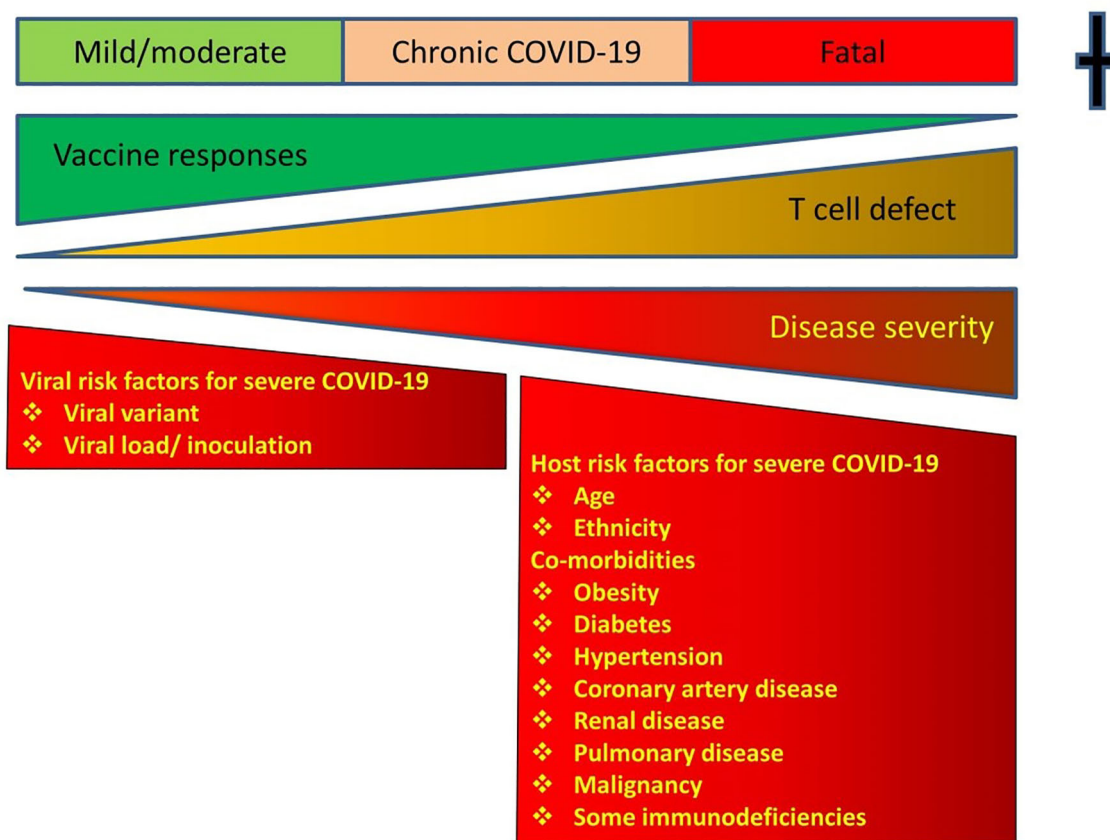 Mild/moderate
Chronic COVID-19
Fatal
Vaccine responses
T cell defect
Disease severity
Viral risk factors for severe COVID-19
❖ Viral variant
❖ Viral load/ inoculation
Host risk factors for severe COVID-19
❖ Age
❖ Ethnicity
Co-morbidities
❖ Obesity
❖ Diabetes
❖ Hypertension
❖ Coronary artery disease
❖ Renal disease
❖ Pulmonary disease
❖ Malignancy
❖ Some immunodeficiencies